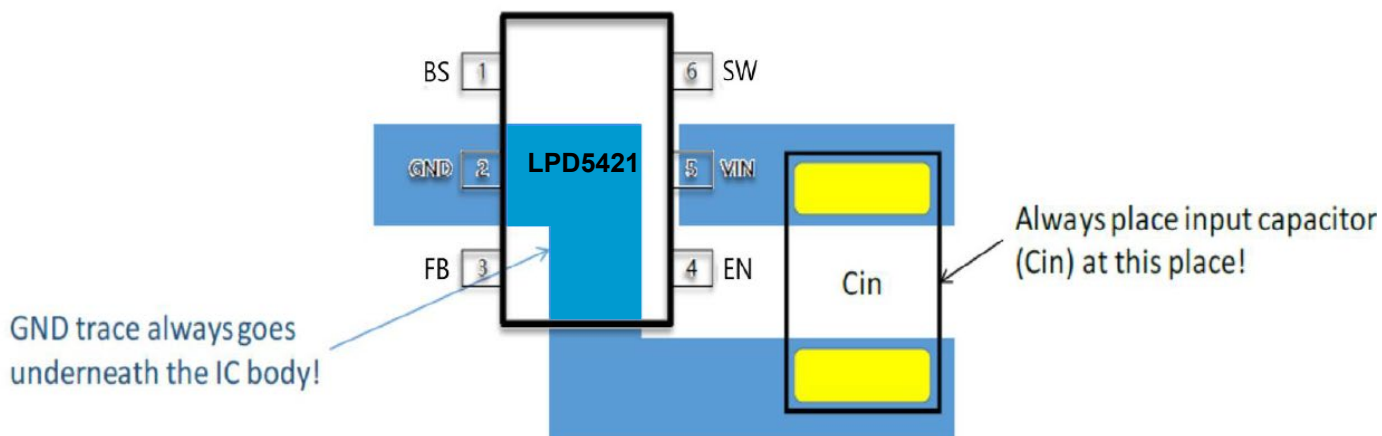 BS 1
6 SW
GND 2
LPD5421
5 VIN
FB 3
4 EN
Cin
Always place input capacitor
(Cin) at this place!
GND trace always goes
underneath the IC body!